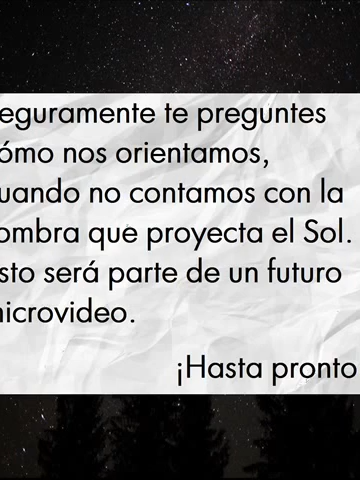 eguramente te preguntes
ómo nos orientamos,
uando no contamos con la
ombra que proyecta el Sol.
sto será parte de un futuro
icrovideo.
¡Hasta pronto